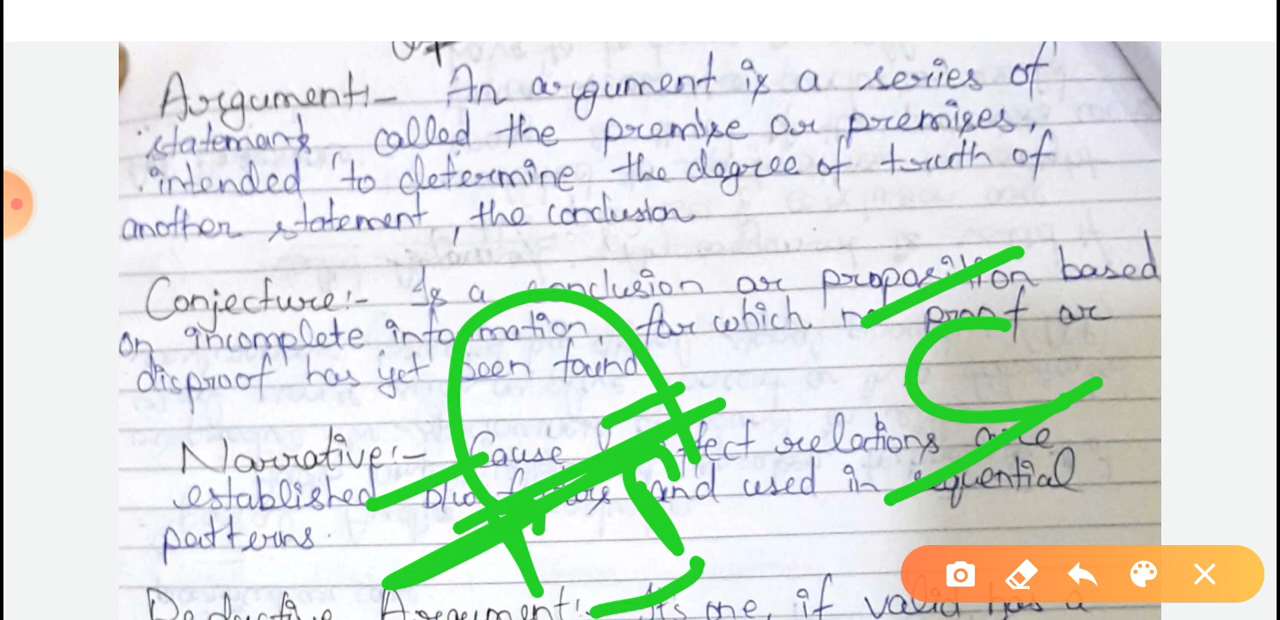 Argument:- An argument is a series of
statement, called the premise or premises,
intended to determine the degree of truth of
another statement, the conclusion
Conjecture:- Is a conclusion or proposition based
on incomplete information, for which no proof or
disproof has yet been found
Narrative:- Cause effect relations are
established b/w and used in sequential
patterns.
Deductive Argument:- Its one, if valid has a